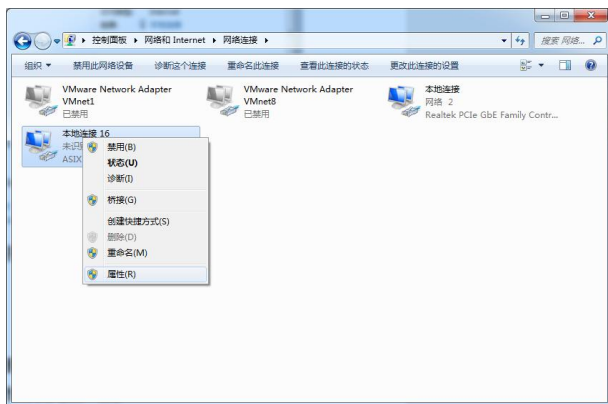 控制面板 ▸ 网络和 Internet ▸ 网络连接 ▸
搜索 网络...
组织 ▾ 禁用此网络设备 诊断这个连接 重命名此连接 查看此连接的状态 更改此连接的设置
VMware Network Adapter
VMnet1
已禁用
VMware Network Adapter
VMnet8
已禁用
本地连接
网络 2
Realtek PCIe GbE Family Contr...
本地连接 16
未识
ASIX
禁用(B)
状态(U)
诊断(I)
桥接(G)
创建快捷方式(S)
删除(D)
重命名(M)
属性(R)